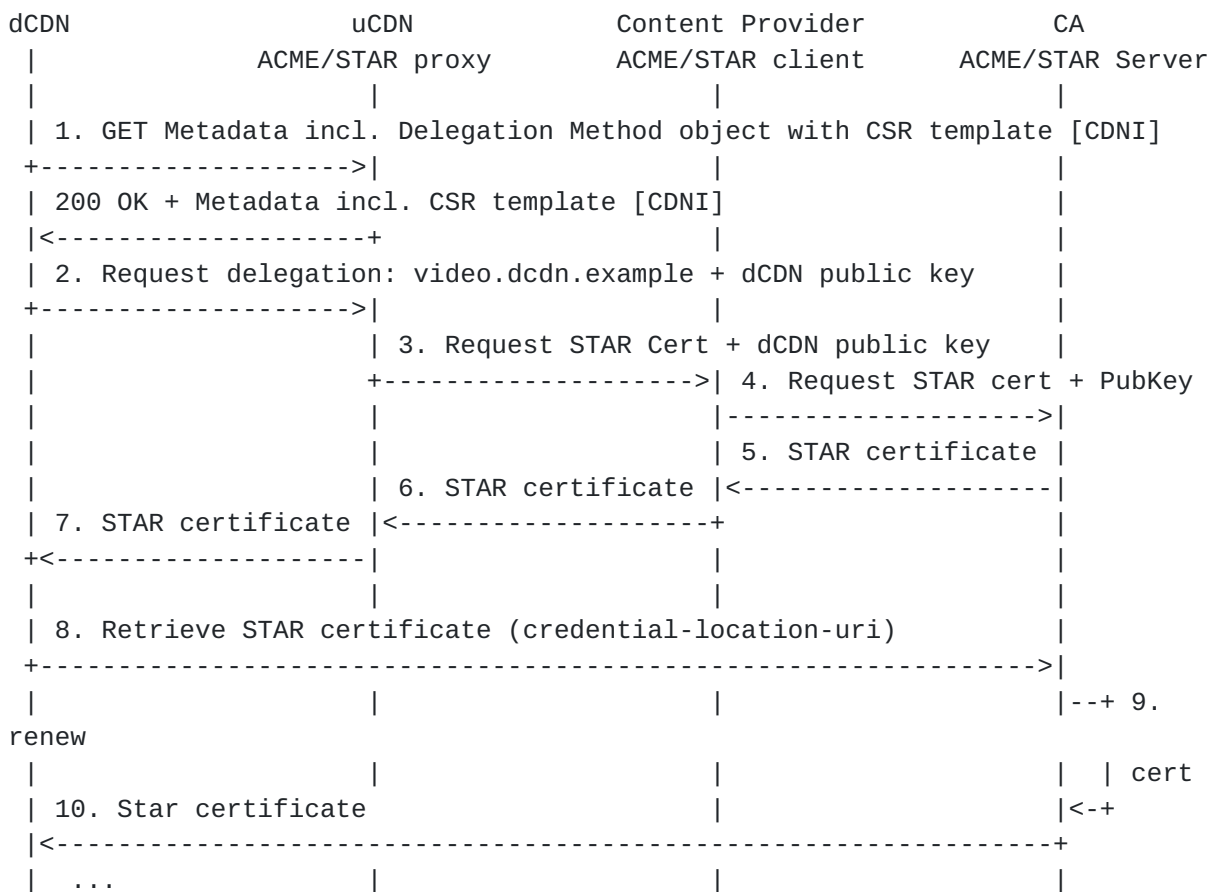 dCDN uCDN Content Provider CA
| ACME/STAR proxy ACME/STAR client ACME/STAR Server
| | | |
| 1. GET Metadata incl. Delegation Method object with CSR template [CDNI]
+-------------------->| | |
| 200 OK + Metadata incl. CSR template [CDNI] |
|<--------------------+ | |
| 2. Request delegation: video.dcdn.example + dCDN public key |
+-------------------->| | |
| | 3. Request STAR Cert + dCDN public key |
| +-------------------->| 4. Request STAR cert + PubKey
| | |-------------------->|
| | | 5. STAR certificate |
| | 6. STAR certificate |<--------------------|
| 7. STAR certificate |<--------------------+ |
+<--------------------| | |
| | | |
| 8. Retrieve STAR certificate (credential-location-uri) |
+---------------------------------------------------------------->|
| | | |--+ 9.
renew
| | | | | cert
| 10. Star certificate | |<-+
|<----------------------------------------------------------------+
| ... | | |